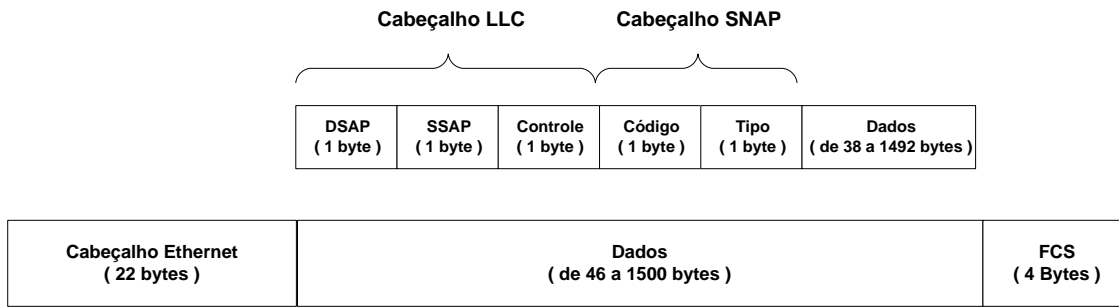 Cabeçalho LLC Cabeçalho SNAP
DSAP SSAP Controle Código Tipo Dados
( 1 byte ) ( 1 byte ) ( 1 byte ) ( 1 byte ) ( 1 byte ) ( de 38 a 1492 bytes )
Cabeçalho Ethernet Dados FCS
( 22 bytes ) ( de 46 a 1500 bytes ) ( 4 Bytes )